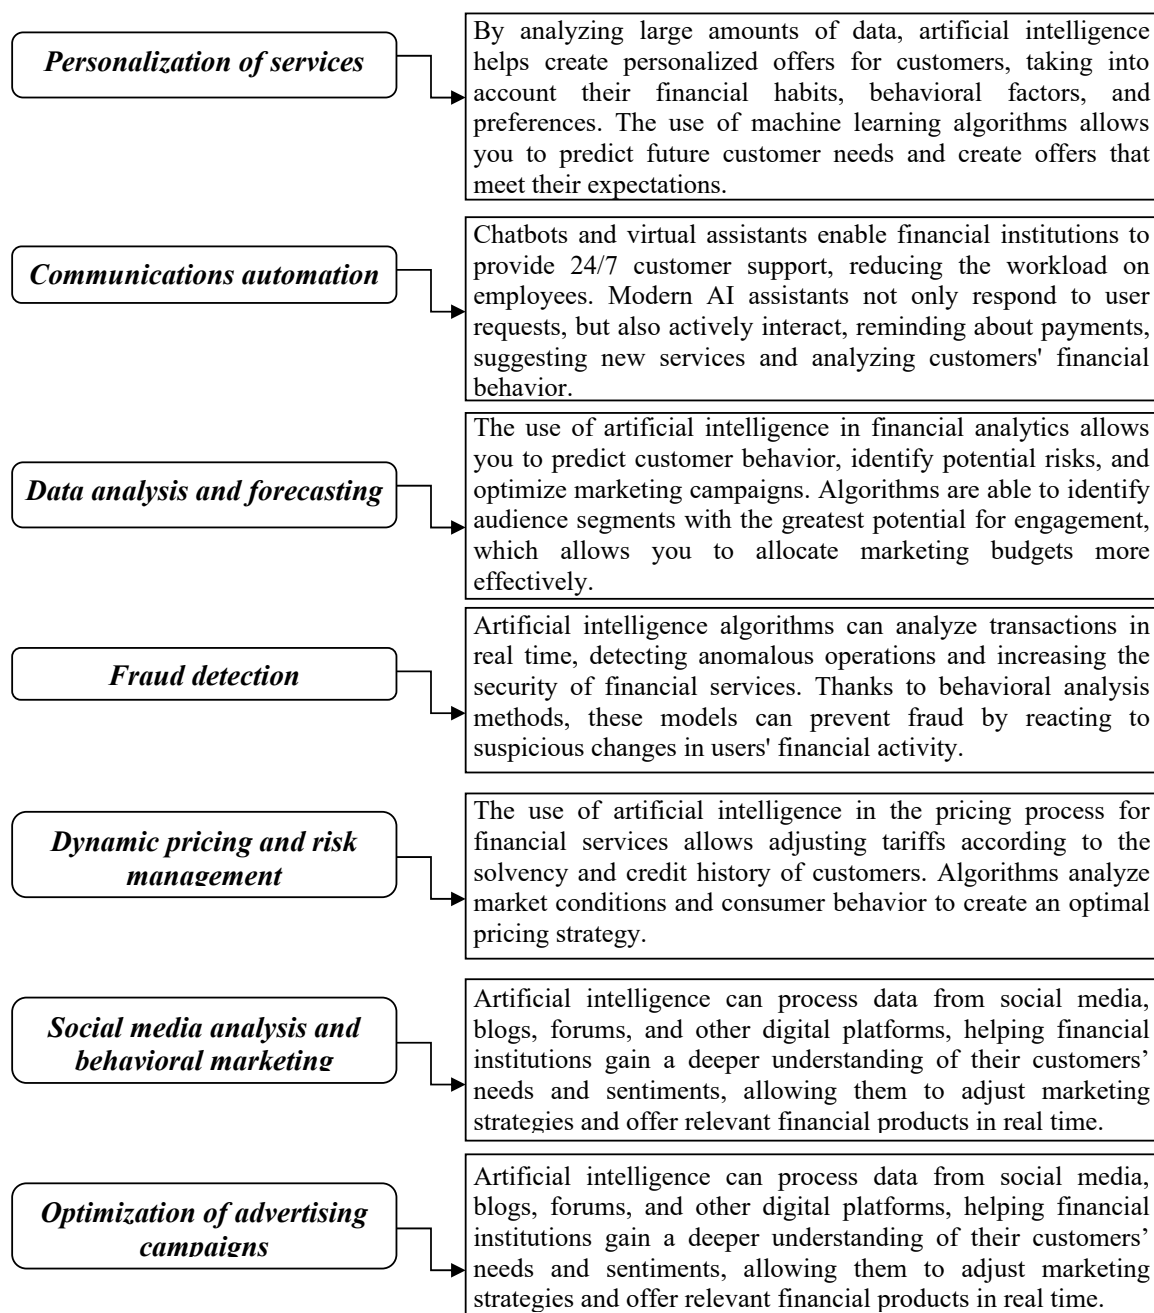 Personalization of services
By analyzing large amounts of data, artificial intelligence
helps create personalized offers for customers, taking into
account their financial habits, behavioral factors, and
preferences. The use of machine learning algorithms allows
you to predict future customer needs and create offers that
meet their expectations.
Communications automation
Chatbots and virtual assistants enable financial institutions to
provide 24/7 customer support, reducing the workload on
employees. Modern AI assistants not only respond to user
requests, but also actively interact, reminding about payments,
suggesting new services and analyzing customers' financial
behavior.
Data analysis and forecasting
The use of artificial intelligence in financial analytics allows
you to predict customer behavior, identify potential risks, and
optimize marketing campaigns. Algorithms are able to identify
audience segments with the greatest potential for engagement,
which allows you to allocate marketing budgets more
effectively.
Fraud detection
Artificial intelligence algorithms can analyze transactions in
real time, detecting anomalous operations and increasing the
security of financial services. Thanks to behavioral analysis
methods, these models can prevent fraud by reacting to
suspicious changes in users' financial activity.
Dynamic pricing and risk
management
The use of artificial intelligence in the pricing process for
financial services allows adjusting tariffs according to the
solvency and credit history of customers. Algorithms analyze
market conditions and consumer behavior to create an optimal
pricing strategy.
Social media analysis and
behavioral marketing
Artificial intelligence can process data from social media,
blogs, forums, and other digital platforms, helping financial
institutions gain a deeper understanding of their customers’
needs and sentiments, allowing them to adjust marketing
strategies and offer relevant financial products in real time.
Optimization of advertising
campaigns
Artificial intelligence can process data from social media,
blogs, forums, and other digital platforms, helping financial
institutions gain a deeper understanding of their customers’
needs and sentiments, allowing them to adjust marketing
strategies and offer relevant financial products in real time.